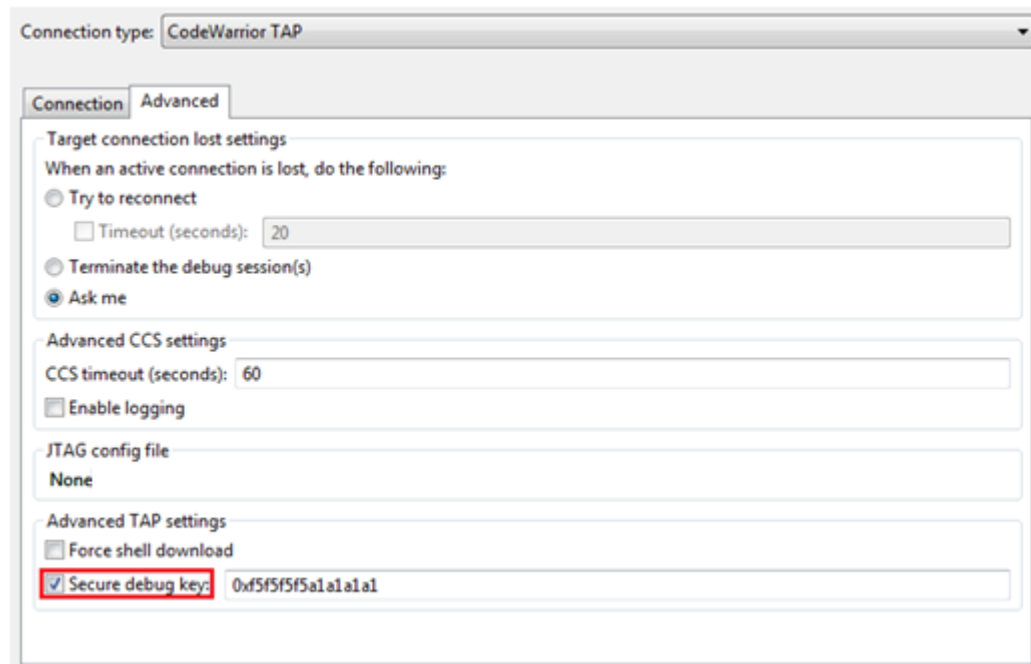 Connection type: CodeWarrior TAP
Connection Advanced
Target connection lost settings
When an active connection is lost, do the following:
Try to reconnect
Timeout (seconds): 20
Terminate the debug session(s)
Ask me
Advanced CCS settings
CCS timeout (seconds): 60
Enable logging
JTAG config file
None
Advanced TAP settings
Force shell download
Secure debug key: 0xf5f5f5f5a1a1a1a1